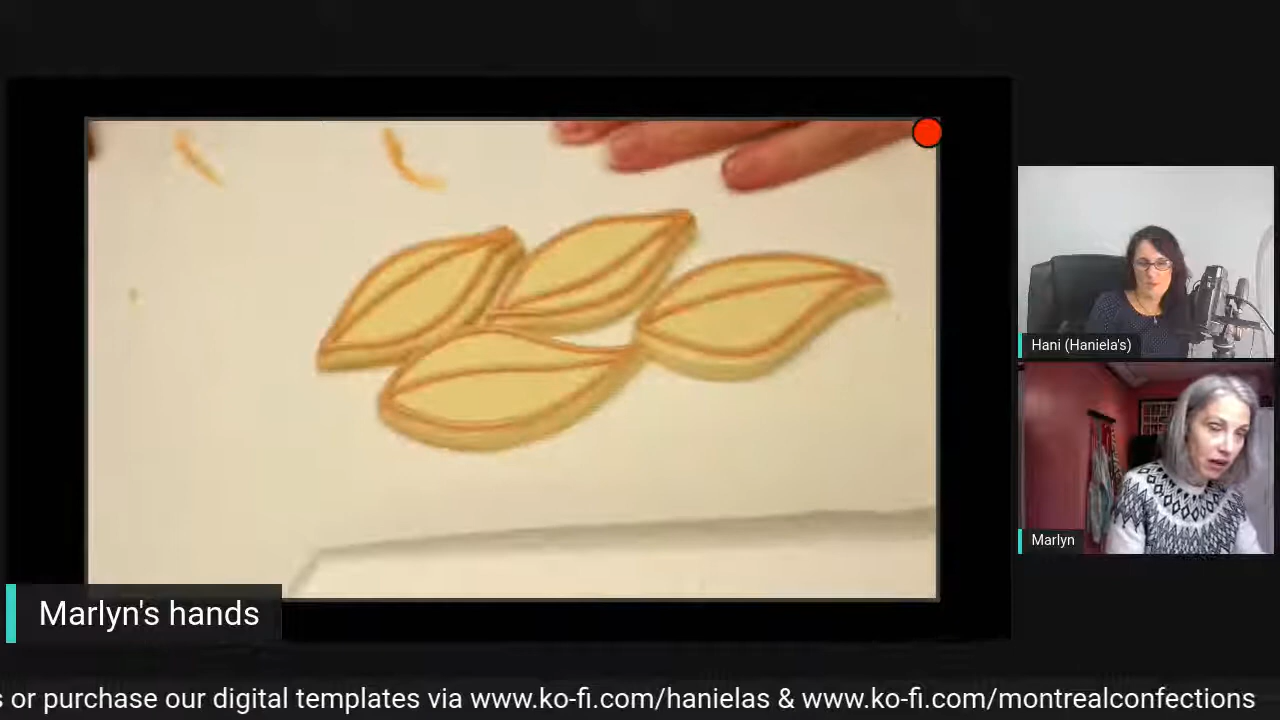 Hani (Haniela's)
Marlyn
Marlyn's hands
s or purchase our digital templates via www.ko-fi.com/hanielas & www.ko-fi.com/montrealconfections